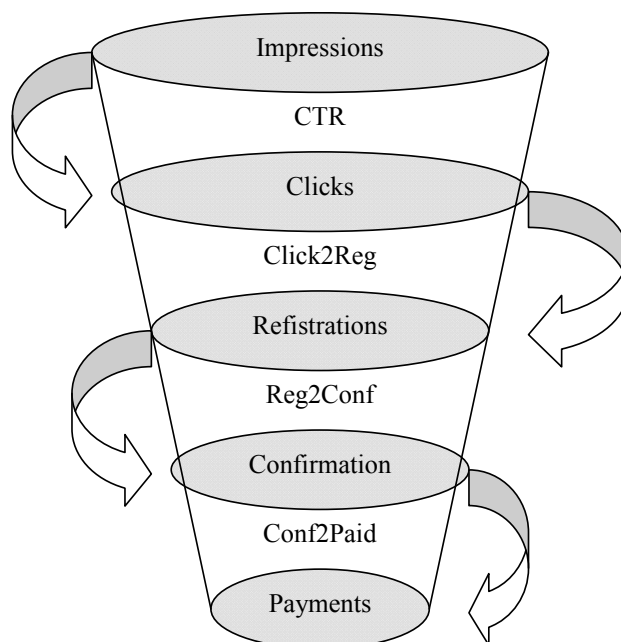 Impressions
CTR
Clicks
Click2Reg
Refistrations
Reg2Conf
Confirmation
Conf2Paid
Payments